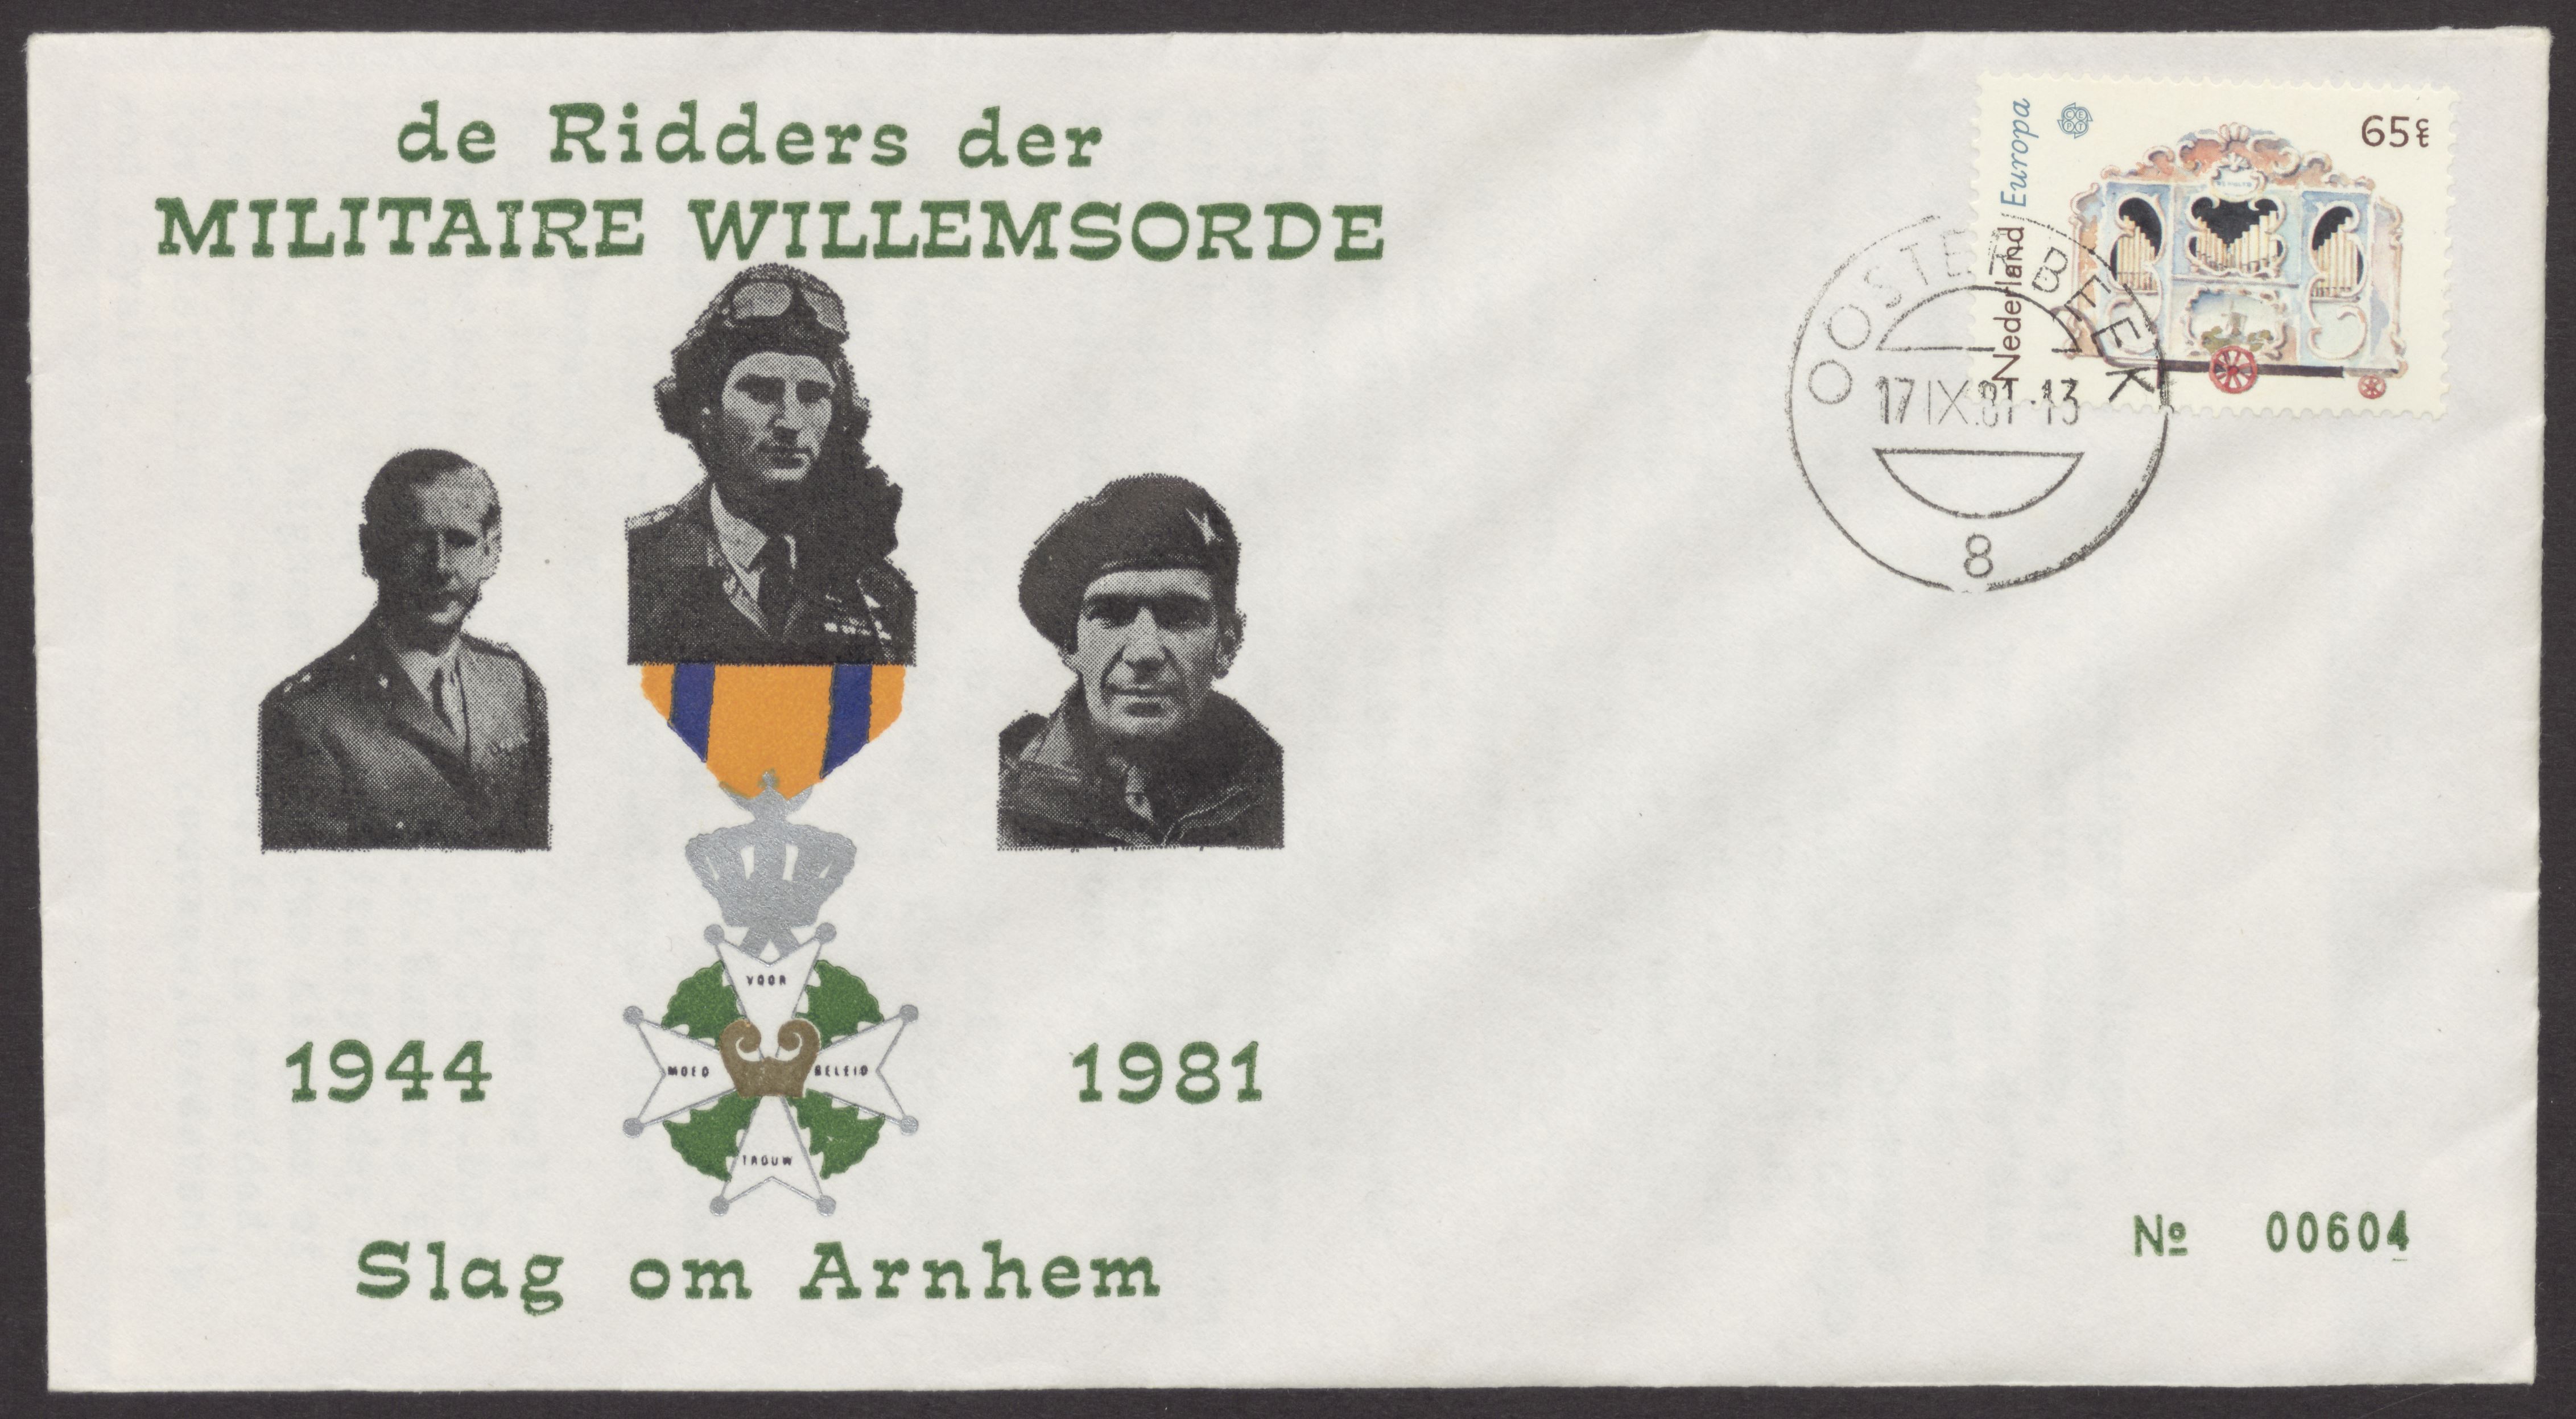 de Ridders der
MILITAIRE WILLEMSORDE
Nederland Europa
65c
OOSTERBEEK
17 IX.81-13
8
VOOR
MOED
BELEID
TROUW
1944
1981
Slag om Arnhem
Nº 00604